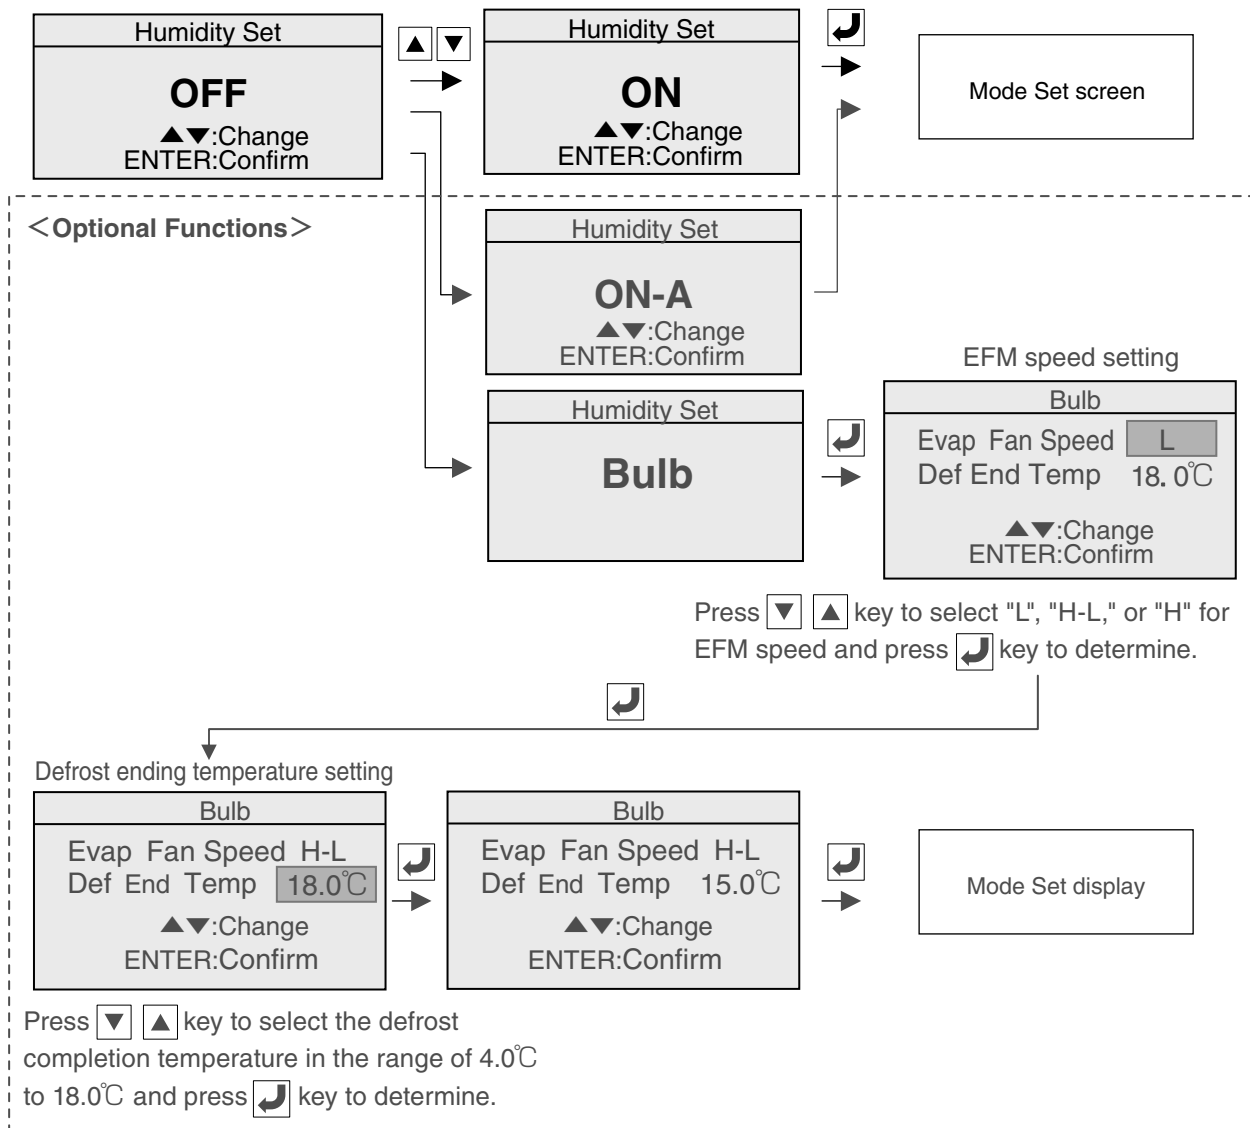 Humidity Set
OFF
▲▼:Change
ENTER:Confirm
▲ ▼
Humidity Set
ON
▲▼:Change
ENTER:Confirm
Mode Set screen
<Optional Functions>
Humidity Set
ON-A
▲▼:Change
ENTER:Confirm
Humidity Set
Bulb
EFM speed setting
Bulb
Evap Fan Speed L
Def End Temp 18.0℃
▲▼:Change
ENTER:Confirm
Press ▼ ▲ key to select "L", "H-L," or "H" for
EFM speed and press key to determine.
Defrost ending temperature setting
Bulb
Evap Fan Speed H-L
Def End Temp 18.0℃
▲▼:Change
ENTER:Confirm
Bulb
Evap Fan Speed H-L
Def End Temp 15.0℃
▲▼:Change
ENTER:Confirm
Mode Set display
Press ▼ ▲ key to select the defrost
completion temperature in the range of 4.0℃
to 18.0℃ and press key to determine.